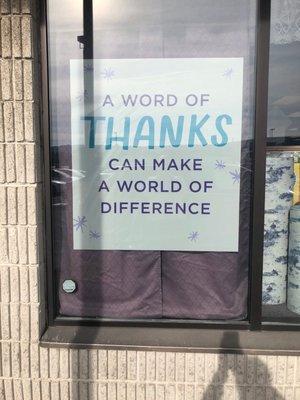 A WORD OF
THANKS
CAN MAKE
A WORLD OF
DIFFERENCE